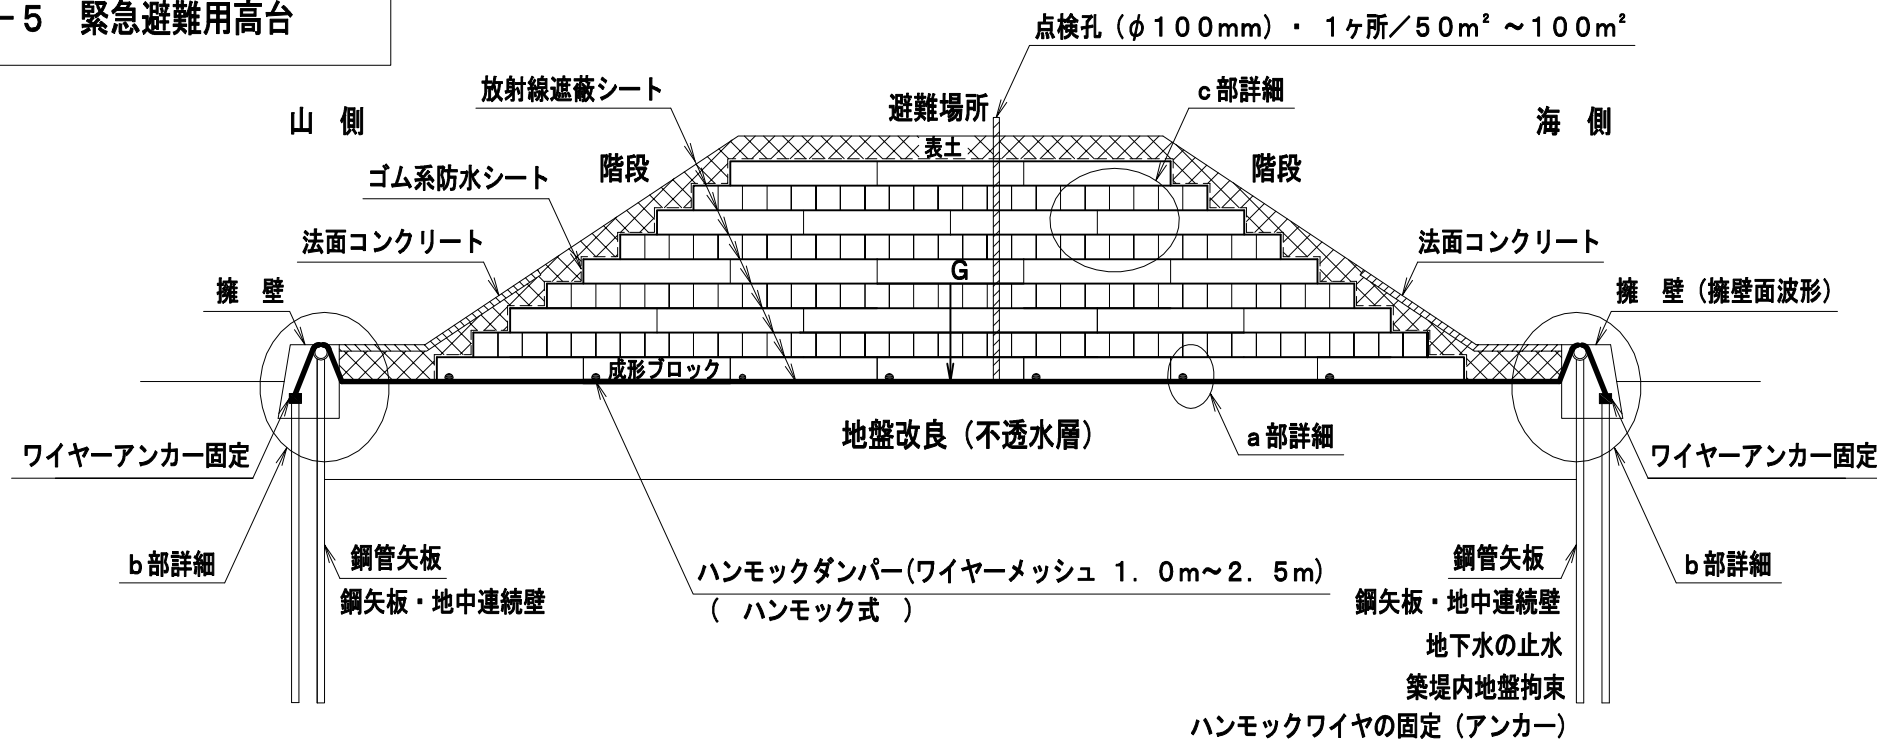 －５　緊急避難用高台
点検孔（φ１００mm）・　１ヶ所／５０m²　～１００m²
放射線遮蔽シート
避難場所
ｃ部詳細
山　側
海　側
表土
階段
階段
ゴム系防水シート
法面コンクリート
法面コンクリート
G
擁　壁
擁　壁（擁壁面波形）
成形ブロック
地盤改良（不透水層）
ａ部詳細
ワイヤーアンカー固定
ワイヤーアンカー固定
ｂ部詳細
鋼管矢板
鋼矢板・地中連続壁
ハンモックダンパー(ワイヤーメッシュ　１．０m～２．５m)
（　ハンモック式　）
鋼管矢板
ｂ部詳細
鋼矢板・地中連続壁
地下水の止水
築堤内地盤拘束
ハンモックワイヤの固定（アンカー）